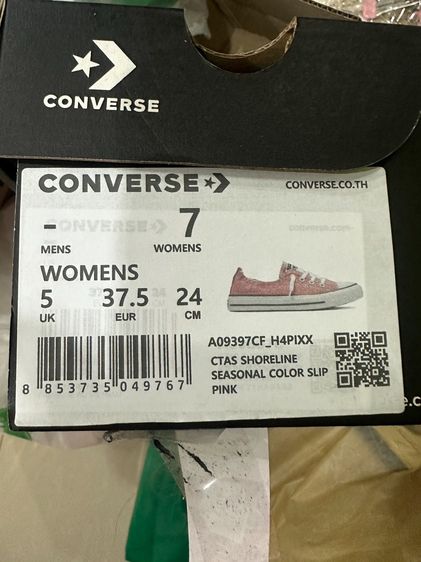 CONVERSE
CONVERSE
CONVERSE.CO.TH
- 7
MENS WOMENS
WOMENS
5 37.5 24
UK EUR CM
A09397CF_H4PIXX
CTAS SHORELINE
SEASONAL COLOR SLIP
PINK
8 853735 049767